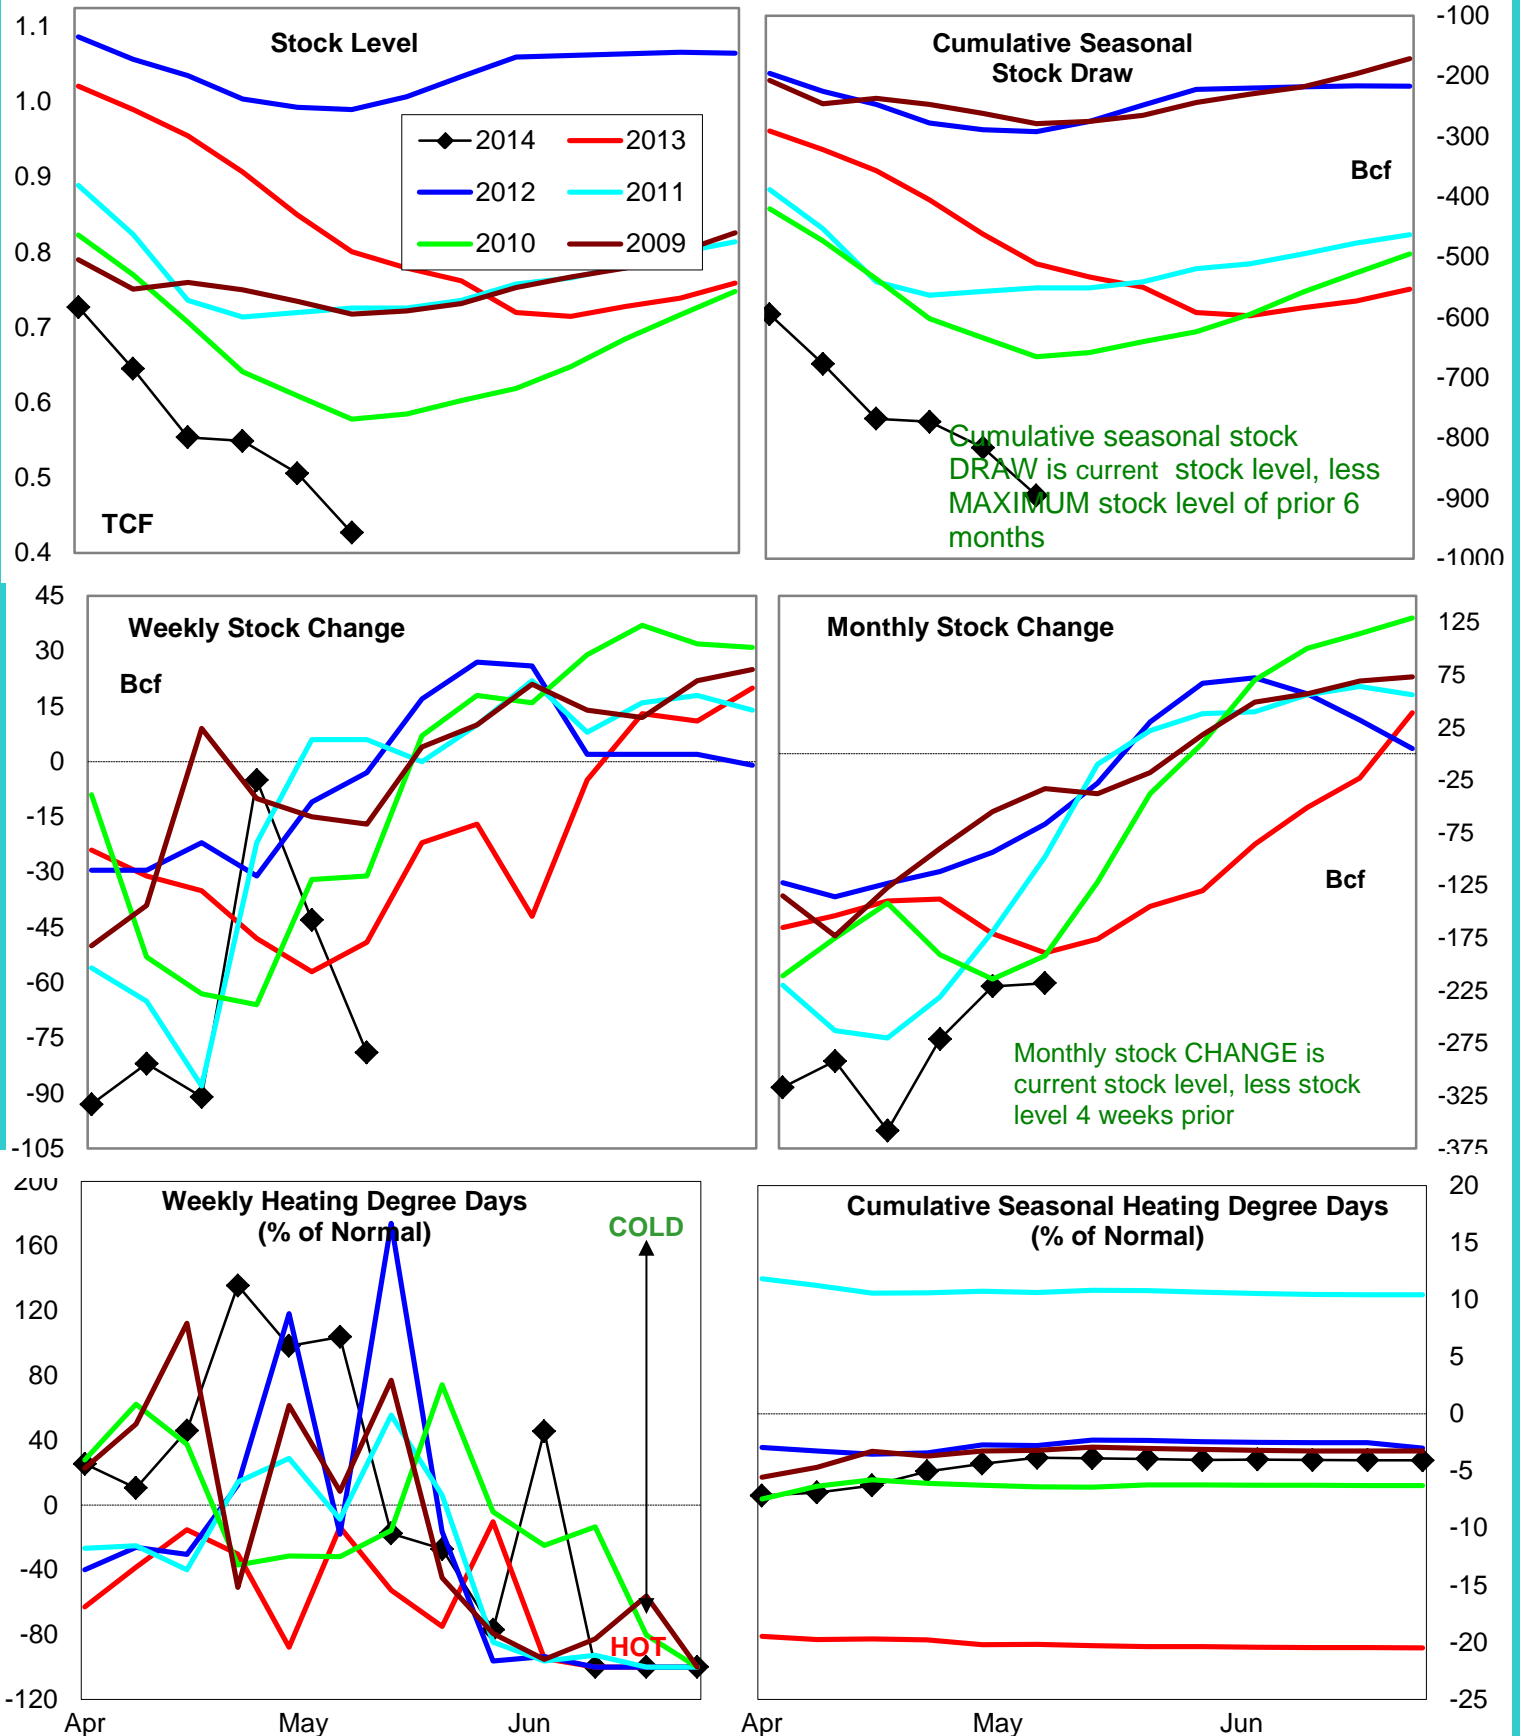 Stock Level
1.1
1.0
0.9
0.8
0.7
0.6
0.5
0.4
2014
2013
2012
2011
2010
2009
TCF
Cumulative Seasonal
Stock Draw
-100
-200
-300
-400
-500
-600
-700
-800
-900
-1000
Bcf
Cumulative seasonal stock
DRAW is current stock level, less
MAXIMUM stock level of prior 6
months
Weekly Stock Change
Bcf
45
30
15
0
-15
-30
-45
-60
-75
-90
-105
Monthly Stock Change
125
75
25
-25
-75
-125
-175
-225
-275
-325
-375
Bcf
Monthly stock CHANGE is
current stock level, less stock
level 4 weeks prior
Weekly Heating Degree Days
(% of Normal)
200
160
120
80
40
0
-40
-80
-120
COLD
HOT
Apr
May
Jun
Cumulative Seasonal Heating Degree Days
(% of Normal)
20
15
10
5
0
-5
-10
-15
-20
-25
Apr
May
Jun